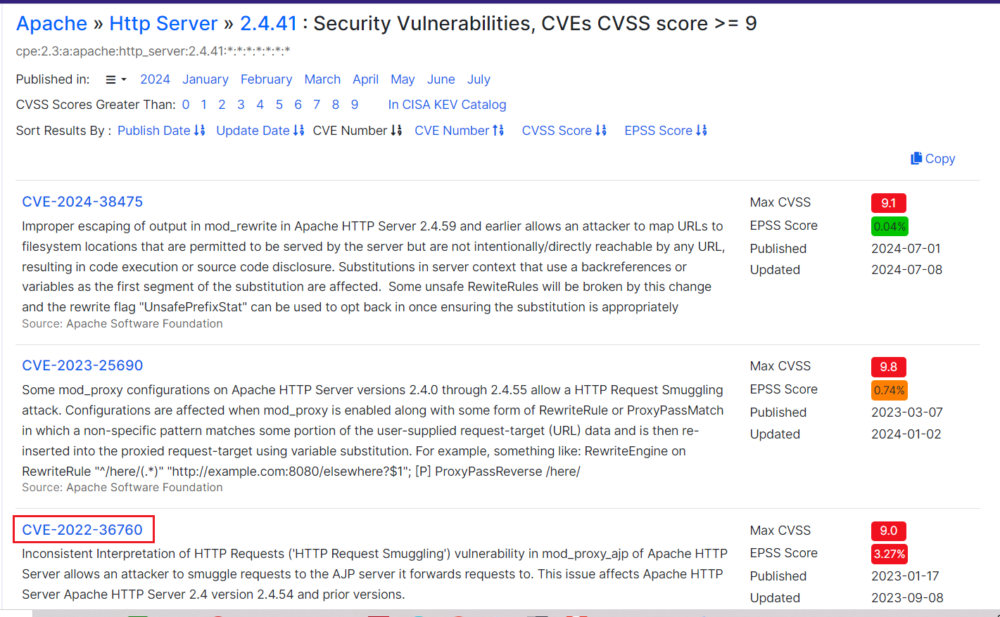 Apache » Http Server » 2.4.41 : Security Vulnerabilities, CVEs CVSS score >= 9
cpe:2.3:a:apache:http_server:2.4.41:*:*:*:*:*:*:*
Published in: 2024 January February March April May June July
CVSS Scores Greater Than: 0 1 2 3 4 5 6 7 8 9 In CISA KEV Catalog
Sort Results By : Publish Date Update Date CVE Number CVE Number CVSS Score EPSS Score
Copy
CVE-2024-38475
Improper escaping of output in mod_rewrite in Apache HTTP Server 2.4.59 and earlier allows an attacker to map URLs to
filesystem locations that are permitted to be served by the server but are not intentionally/directly reachable by any URL,
resulting in code execution or source code disclosure. Substitutions in server context that use a backreferences or
variables as the first segment of the substitution are affected.  Some unsafe RewiteRules will be broken by this change
and the rewrite flag "UnsafePrefixStat" can be used to opt back in once ensuring the substitution is appropriately
Source: Apache Software Foundation
Max CVSS 9.1
EPSS Score 0.04%
Published 2024-07-01
Updated 2024-07-08
CVE-2023-25690
Some mod_proxy configurations on Apache HTTP Server versions 2.4.0 through 2.4.55 allow a HTTP Request Smuggling
attack. Configurations are affected when mod_proxy is enabled along with some form of RewriteRule or ProxyPassMatch
in which a non-specific pattern matches some portion of the user-supplied request-target (URL) data and is then re-
inserted into the proxied request-target using variable substitution. For example, something like: RewriteEngine on
RewriteRule "^/here/(.*)" "http://example.com:8080/elsewhere?$1"; [P] ProxyPassReverse /here/
Source: Apache Software Foundation
Max CVSS 9.8
EPSS Score 0.74%
Published 2023-03-07
Updated 2024-01-02
CVE-2022-36760
Inconsistent Interpretation of HTTP Requests ('HTTP Request Smuggling') vulnerability in mod_proxy_ajp of Apache HTTP
Server allows an attacker to smuggle requests to the AJP server it forwards requests to. This issue affects Apache HTTP
Server Apache HTTP Server 2.4 version 2.4.54 and prior versions.
Max CVSS 9.0
EPSS Score 3.27%
Published 2023-01-17
Updated 2023-09-08